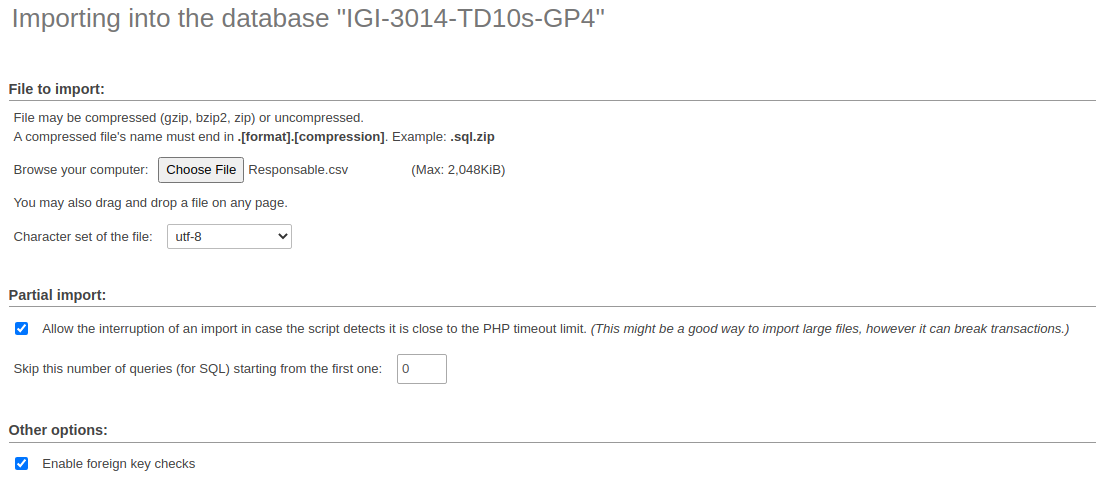 Importing into the database "IGI-3014-TD10s-GP4"
File to import:
File may be compressed (gzip, bzip2, zip) or uncompressed.
A compressed file's name must end in .[format].[compression]. Example: .sql.zip
Browse your computer: Choose File Responsable.csv (Max: 2,048KiB)
You may also drag and drop a file on any page.
Character set of the file: utf-8
Partial import:
Allow the interruption of an import in case the script detects it is close to the PHP timeout limit. (This might be a good way to import large files, however it can break transactions.)
Skip this number of queries (for SQL) starting from the first one: 0
Other options:
Enable foreign key checks